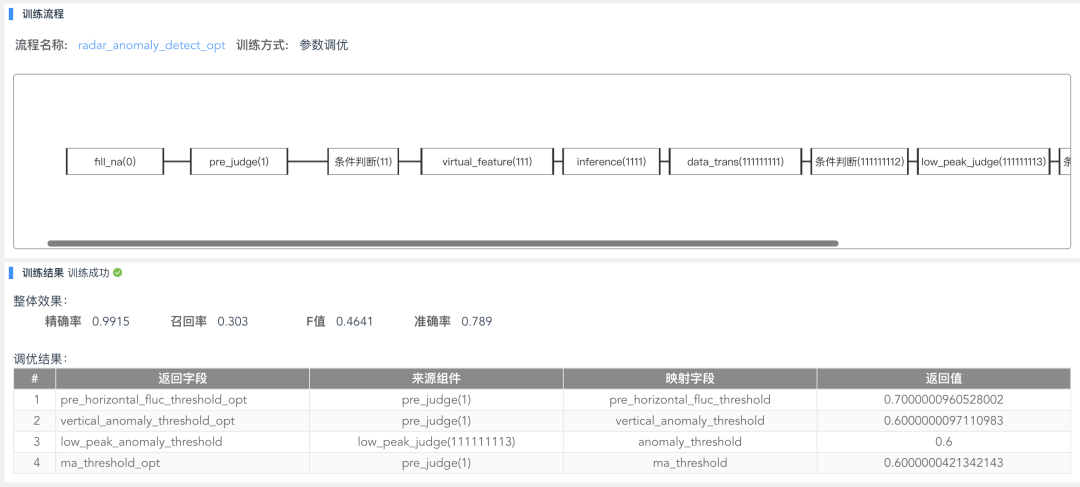 训练流程
流程名称: radar_anomaly_detect_opt 训练方式: 参数调优
fill_na(0) pre_judge(1) 条件判断(11) virtual_feature(111) inference(1111) data_trans(111111111) 条件判断(111111112) low_peak_judge(111111113)
训练结果 训练成功
整体效果:
精确率 0.9915 召回率 0.303 F值 0.4641 准确率 0.789
调优结果:
# 返回字段 来源组件 映射字段 返回值
1 pre_horizontal_fluc_threshold_opt pre_judge(1) pre_horizontal_fluc_threshold 0.7000000960528002
2 vertical_anomaly_threshold_opt pre_judge(1) vertical_anomaly_threshold 0.6000000097110983
3 low_peak_anomaly_threshold low_peak_judge(111111113) anomaly_threshold 0.6
4 ma_threshold_opt pre_judge(1) ma_threshold 0.6000000421342143